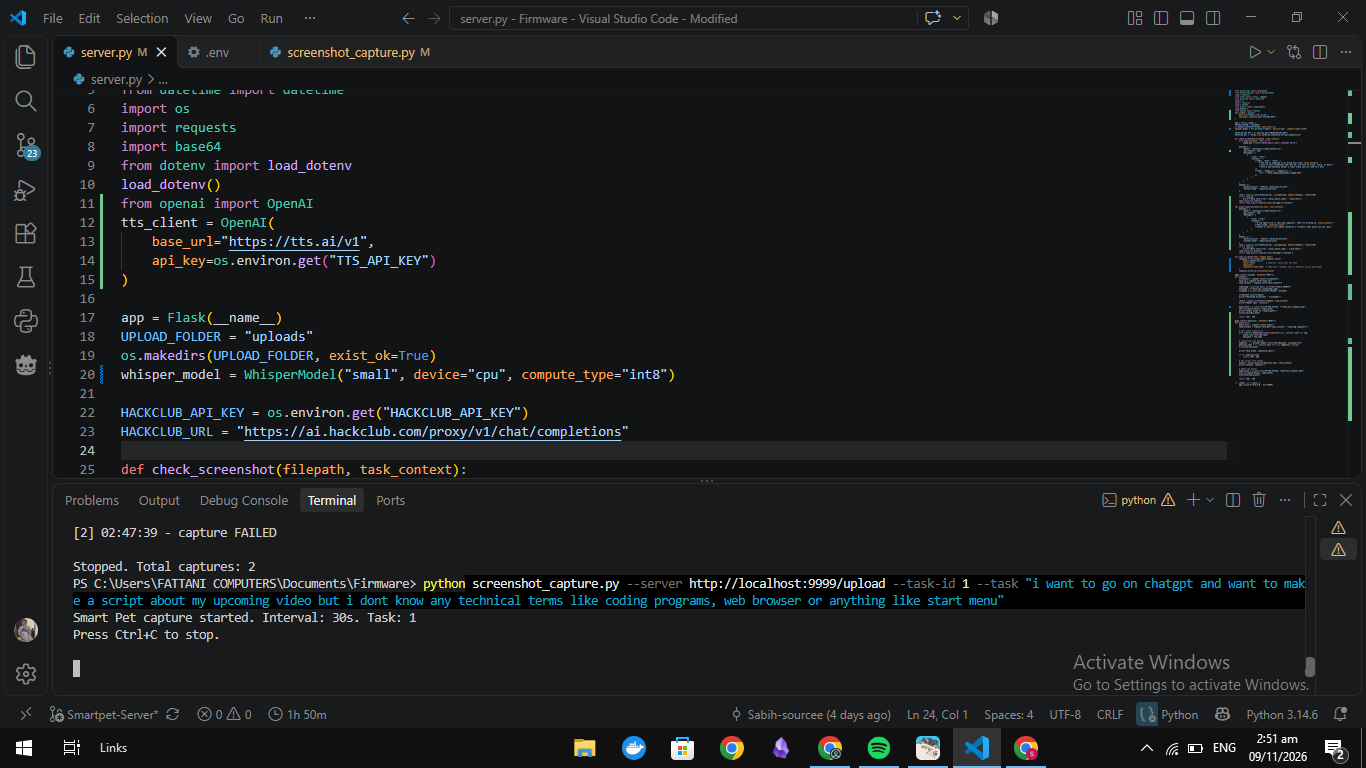 File Edit Selection View Go Run ··· server.py - Firmware - Visual Studio Code - Modified
server.py M .env screenshot_capture.py M
server.py > ...
5 from datetime import datetime
6 import os
7 import requests
8 import base64
9 from dotenv import load_dotenv
10 load_dotenv()
11 from openai import OpenAI
12 tts_client = OpenAI(
13 base_url="https://tts.ai/v1",
14 api_key=os.environ.get("TTS_API_KEY")
15 )
16
17 app = Flask(__name__)
18 UPLOAD_FOLDER = "uploads"
19 os.makedirs(UPLOAD_FOLDER, exist_ok=True)
20 whisper_model = WhisperModel("small", device="cpu", compute_type="int8")
21
22 HACKCLUB_API_KEY = os.environ.get("HACKCLUB_API_KEY")
23 HACKCLUB_URL = "https://ai.hackclub.com/proxy/v1/chat/completions"
24
25 def check_screenshot(filepath, task_context):
23
Problems Output Debug Console Terminal Ports python
[2] 02:47:39 - capture FAILED
Stopped. Total captures: 2
PS C:\Users\FATTANI COMPUTERS\Documents\Firmware> python screenshot_capture.py --server http://localhost:9999/upload --task-id 1 --task "i want to go on chatgpt and want to mak
e a script about my upcoming video but i dont know any technical terms like coding programs, web browser or anything like start menu"
Smart Pet capture started. Interval: 30s. Task: 1
Press Ctrl+C to stop.
Activate Windows
Go to Settings to activate Windows.
Smartpet-Server* 0 0 1h 50m Sabih-sourcee (4 days ago) Ln 24, Col 1 Spaces: 4 UTF-8 CRLF Python Python 3.14.6
Links ENG 2:51 am
09/11/2026
2